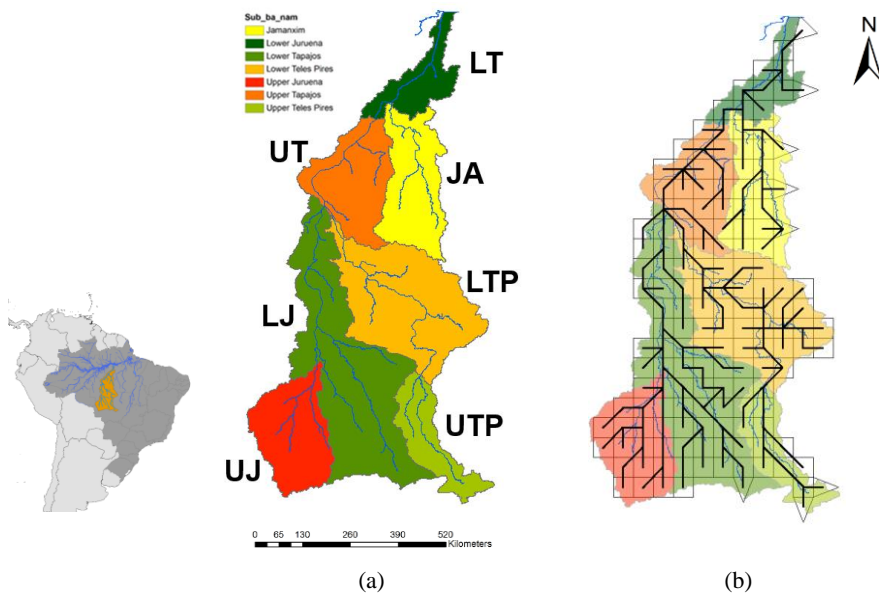 Sub_ba_nam
Jamanxim
Lower Juruena
Lower Tapajos
Lower Teles Pires
Upper Juruena
Upper Tapajos
Upper Teles Pires
LT
N
UT
JA
LTP
LJ
UTP
UJ
0 65 130 260 390 520
Kilometers
(a) (b)